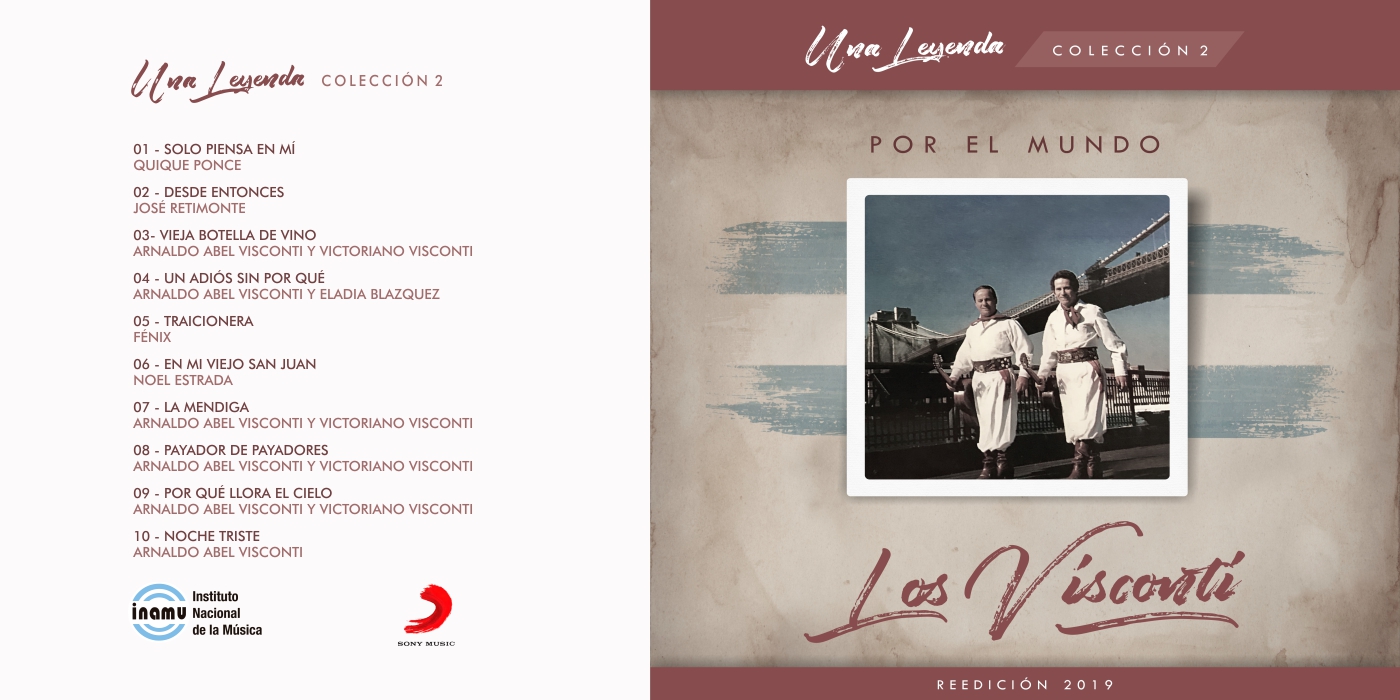 Una Leyenda COLECCIÓN 2
01 - SOLO PIENSA EN MÍ
QUIQUE PONCE
02 - DESDE ENTONCES
JOSÉ RETIMONTE
03- VIEJA BOTELLA DE VINO
ARNALDO ABEL VISCONTI Y VICTORIANO VISCONTI
04 - UN ADIÓS SIN POR QUÉ
ARNALDO ABEL VISCONTI Y ELADIA BLAZQUEZ
05 - TRAICIONERA
FÉNIX
06 - EN MI VIEJO SAN JUAN
NOEL ESTRADA
07 - LA MENDIGA
ARNALDO ABEL VISCONTI Y VICTORIANO VISCONTI
08 - PAYADOR DE PAYADORES
ARNALDO ABEL VISCONTI Y VICTORIANO VISCONTI
09 - POR QUÉ LLORA EL CIELO
ARNALDO ABEL VISCONTI Y VICTORIANO VISCONTI
10 - NOCHE TRISTE
ARNALDO ABEL VISCONTI
inamu
Instituto
Nacional
de la Música
SONY MUSIC
Una Leyenda COLECCIÓN 2
POR EL MUNDO
Los Visconti
REEDICIÓN 2019